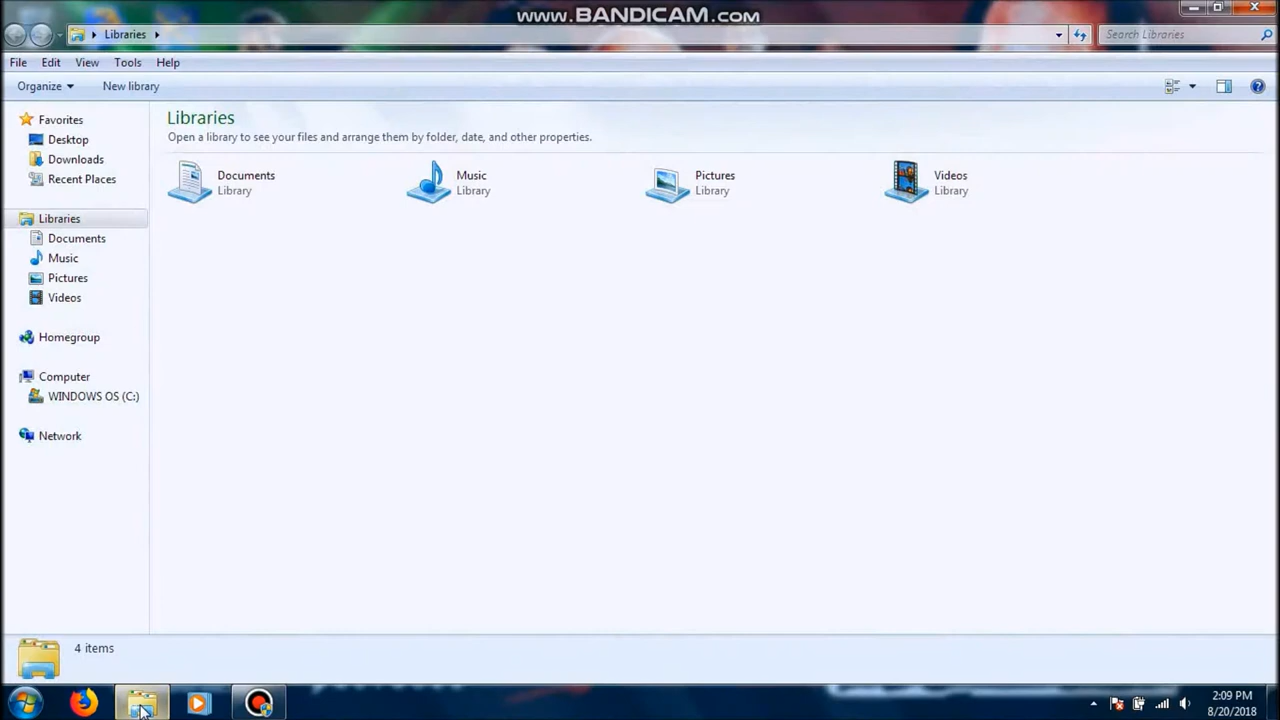 www.BANDICAM.com
Libraries
Search Libraries
File Edit View Tools Help
Organize New library
Favorites
Desktop
Downloads
Recent Places
Libraries
Documents
Music
Pictures
Videos
Homegroup
Computer
WINDOWS OS (C:)
Network
Libraries
Open a library to see your files and arrange them by folder, date, and other properties.
Documents
Library
Music
Library
Pictures
Library
Videos
Library
4 items
2:09 PM
8/20/2018